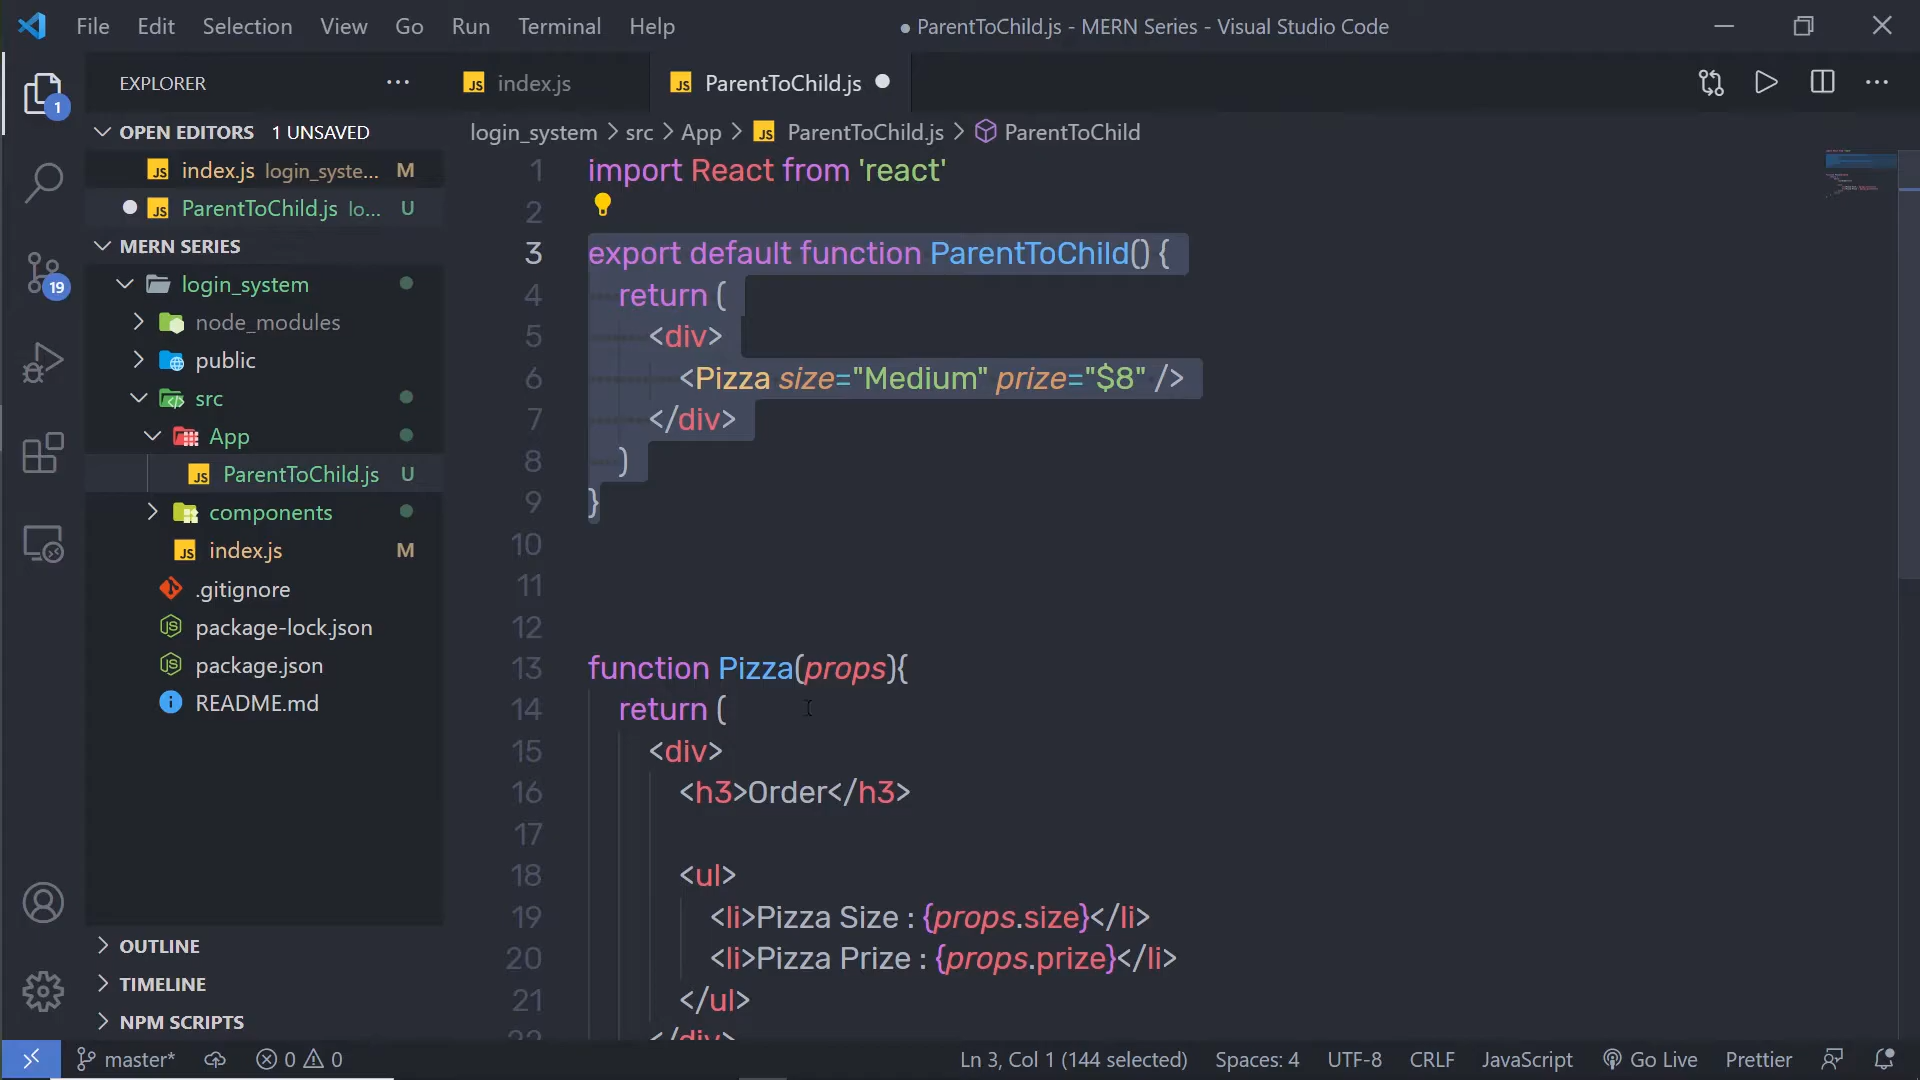 File Edit Selection View Go Run Terminal Help
● ParentToChild.js - MERN Series - Visual Studio Code
EXPLORER
index.js
ParentToChild.js
OPEN EDITORS 1 UNSAVED
index.js login_syste... M
ParentToChild.js lo... U
MERN SERIES
login_system
node_modules
public
src
App
ParentToChild.js U
components
index.js M
.gitignore
package-lock.json
package.json
README.md
OUTLINE
TIMELINE
NPM SCRIPTS
1
19
login_system > src > App > ParentToChild.js > ParentToChild
1 import React from 'react'
2
3 export default function ParentToChild() {
4 return (
5 <div>
6 <Pizza size="Medium" prize="$8" />
7 </div>
8 )
9 }
10
11
12
13 function Pizza(props){
14 return (
15 <div>
16 <h3>Order</h3>
17
18 <ul>
19 <li>Pizza Size : {props.size}</li>
20 <li>Pizza Prize : {props.prize}</li>
21 </ul>
22 </div>
master* 0 0 Ln 3, Col 1 (144 selected) Spaces: 4 UTF-8 CRLF JavaScript Go Live Prettier